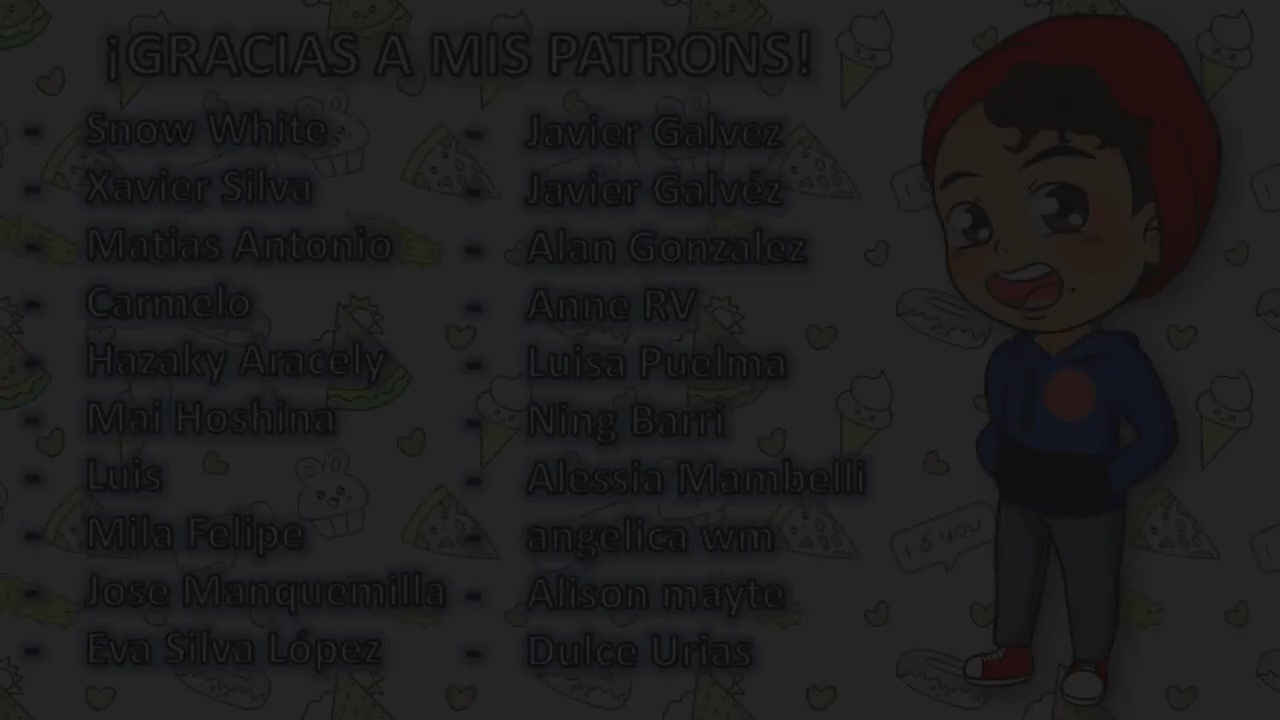 ¡GRACIAS A MIS PATRONS!
- Snow White
- Xavier Silva
- Matias Antonio
- Carmelo
- Hazaky Aracely
- Mai Hoshina
- Luis
- Mila Felipe
- Jose Manquemilla
- Eva Silva López
- Javier Galvez
- Javier Galvéz
- Alan Gonzalez
- Anne RV
- Luisa Puelma
- Ning Barri
- Alessia Mambelli
- angelica wm
- Alison mayte
- Dulce Urias